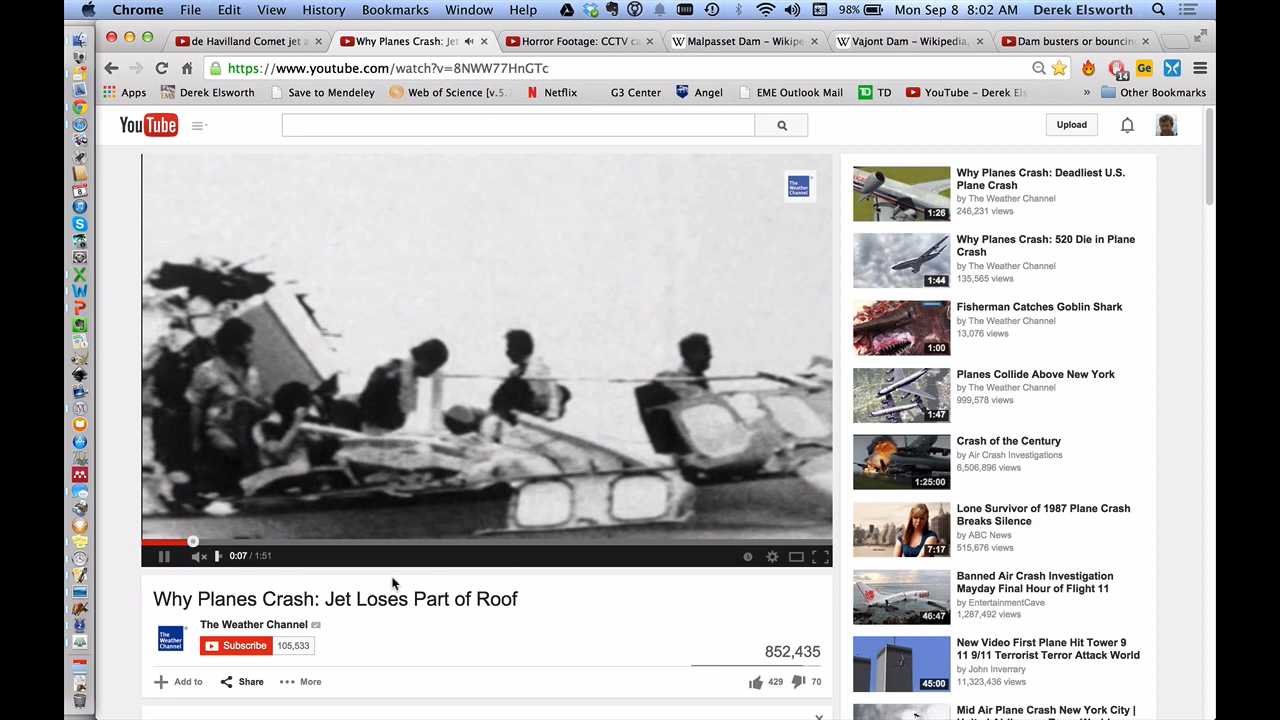 Chrome File Edit View History Bookmarks Window Help 98% Mon Sep 8 8:02 AM Derek Elsworth
de Havilland Comet jet a Why Planes Crash: Jet Horror Footage: CCTV ca Malpasset Dam - Wikipe Vajont Dam - Wikipedia, Dam busters or bouncin
https://www.youtube.com/watch?v=8NWW77HnGTc 14 Ge
Apps Derek Elsworth Save to Mendeley Web of Science [v.5. Netflix G3 Center Angel EME Outlook Mail TD YouTube - Derek Els » Other Bookmarks
YouTube Upload
The Weather Channel
0:07 / 1:51
Why Planes Crash: Jet Loses Part of Roof
The Weather Channel
The Weather Channel
Subscribe 105,533
852,435
Add to Share More 429 70
1:26
Why Planes Crash: Deadliest U.S.
Plane Crash
by The Weather Channel
246,231 views
1:44
Why Planes Crash: 520 Die in Plane
Crash
by The Weather Channel
135,565 views
1:00
Fisherman Catches Goblin Shark
by The Weather Channel
13,076 views
1:47
Planes Collide Above New York
by The Weather Channel
999,578 views
1:25:00
Crash of the Century
by Air Crash Investigations
6,506,896 views
7:17
Lone Survivor of 1987 Plane Crash
Breaks Silence
by ABC News
515,676 views
46:47
Banned Air Crash Investigation
Mayday Final Hour of Flight 11
by EntertainmentCave
1,287,492 views
45:00
New Video First Plane Hit Tower 9
11 9/11 Terrorist Terror Attack World
by John Inverrary
11,323,436 views
Mid Air Plane Crash New York City |